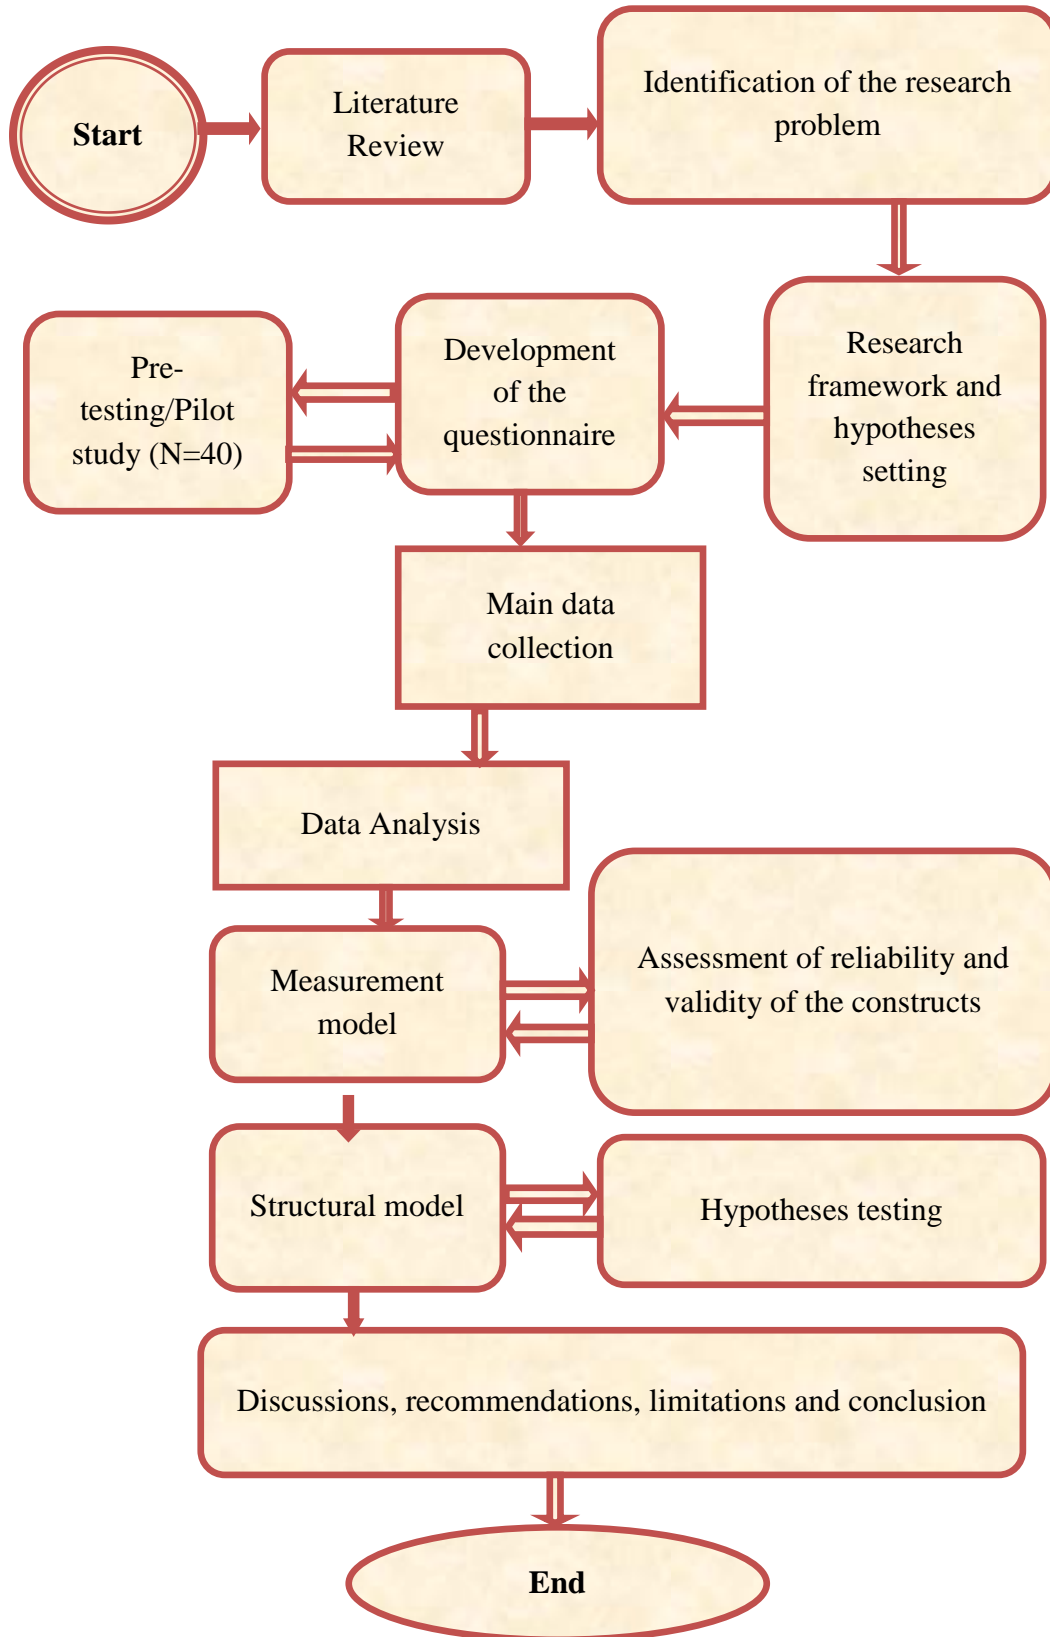 Start
Literature
Review
Identification of the research
problem
Research
framework and
hypotheses
setting
Development
of the
questionnaire
Pre-
testing/Pilot
study (N=40)
Main data
collection
Data Analysis
Measurement
model
Assessment of reliability and
validity of the constructs
Structural model
Hypotheses testing
Discussions, recommendations, limitations and conclusion
End